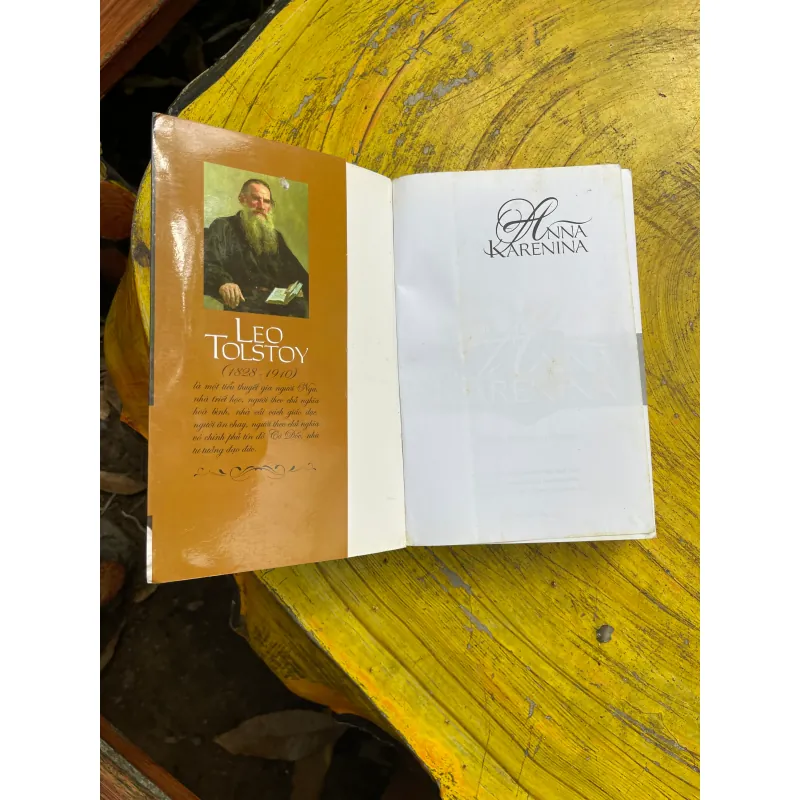 LEO
TOLSTOY
(1828 - 1910)
là một tiểu thuyết gia người Nga,
nhà triết học, người theo chủ nghĩa
hoà bình, nhà cải cách giáo dục,
người ăn chay, người theo chủ nghĩa
vô chính phủ tín đồ Cơ Đốc, nhà
tư tưởng đạo đức.
ANNA
KARENINA